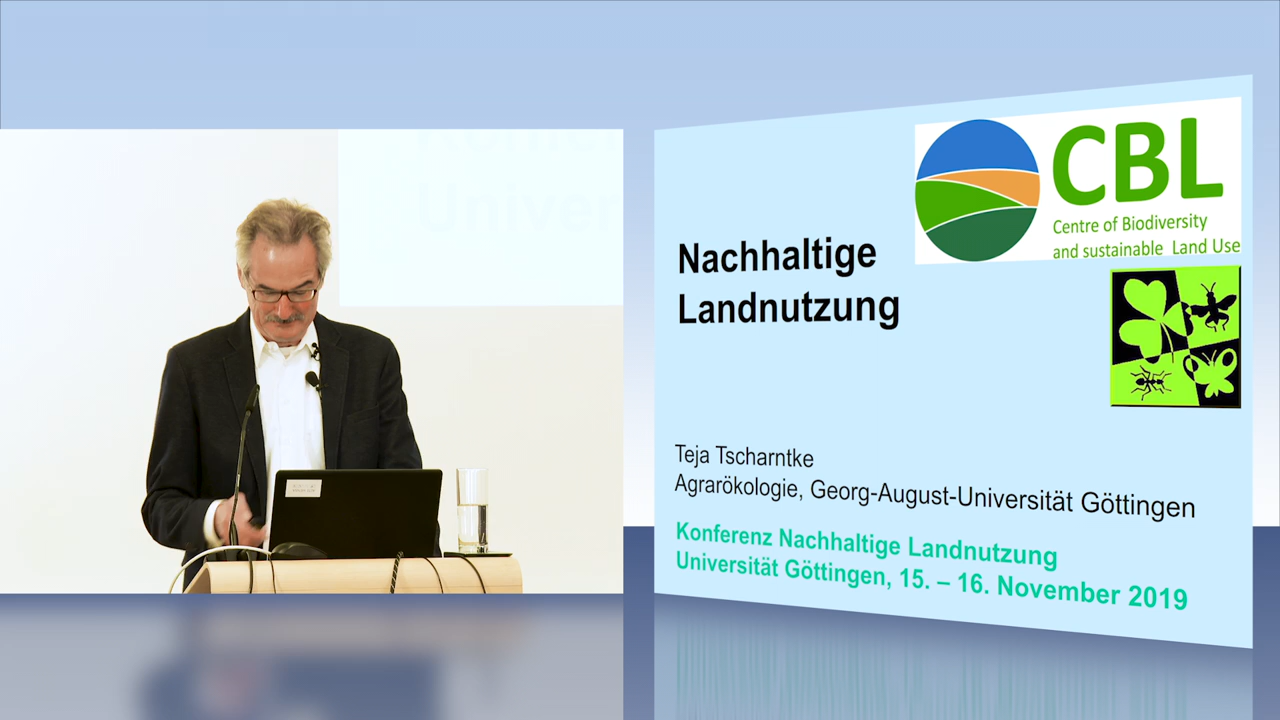 CBL
Centre of Biodiversity
and sustainable Land Use
Nachhaltige
Landnutzung
Teja Tscharntke
Agrarökologie, Georg-August-Universität Göttingen
Konferenz Nachhaltige Landnutzung
Universität Göttingen, 15. – 16. November 2019
Univer